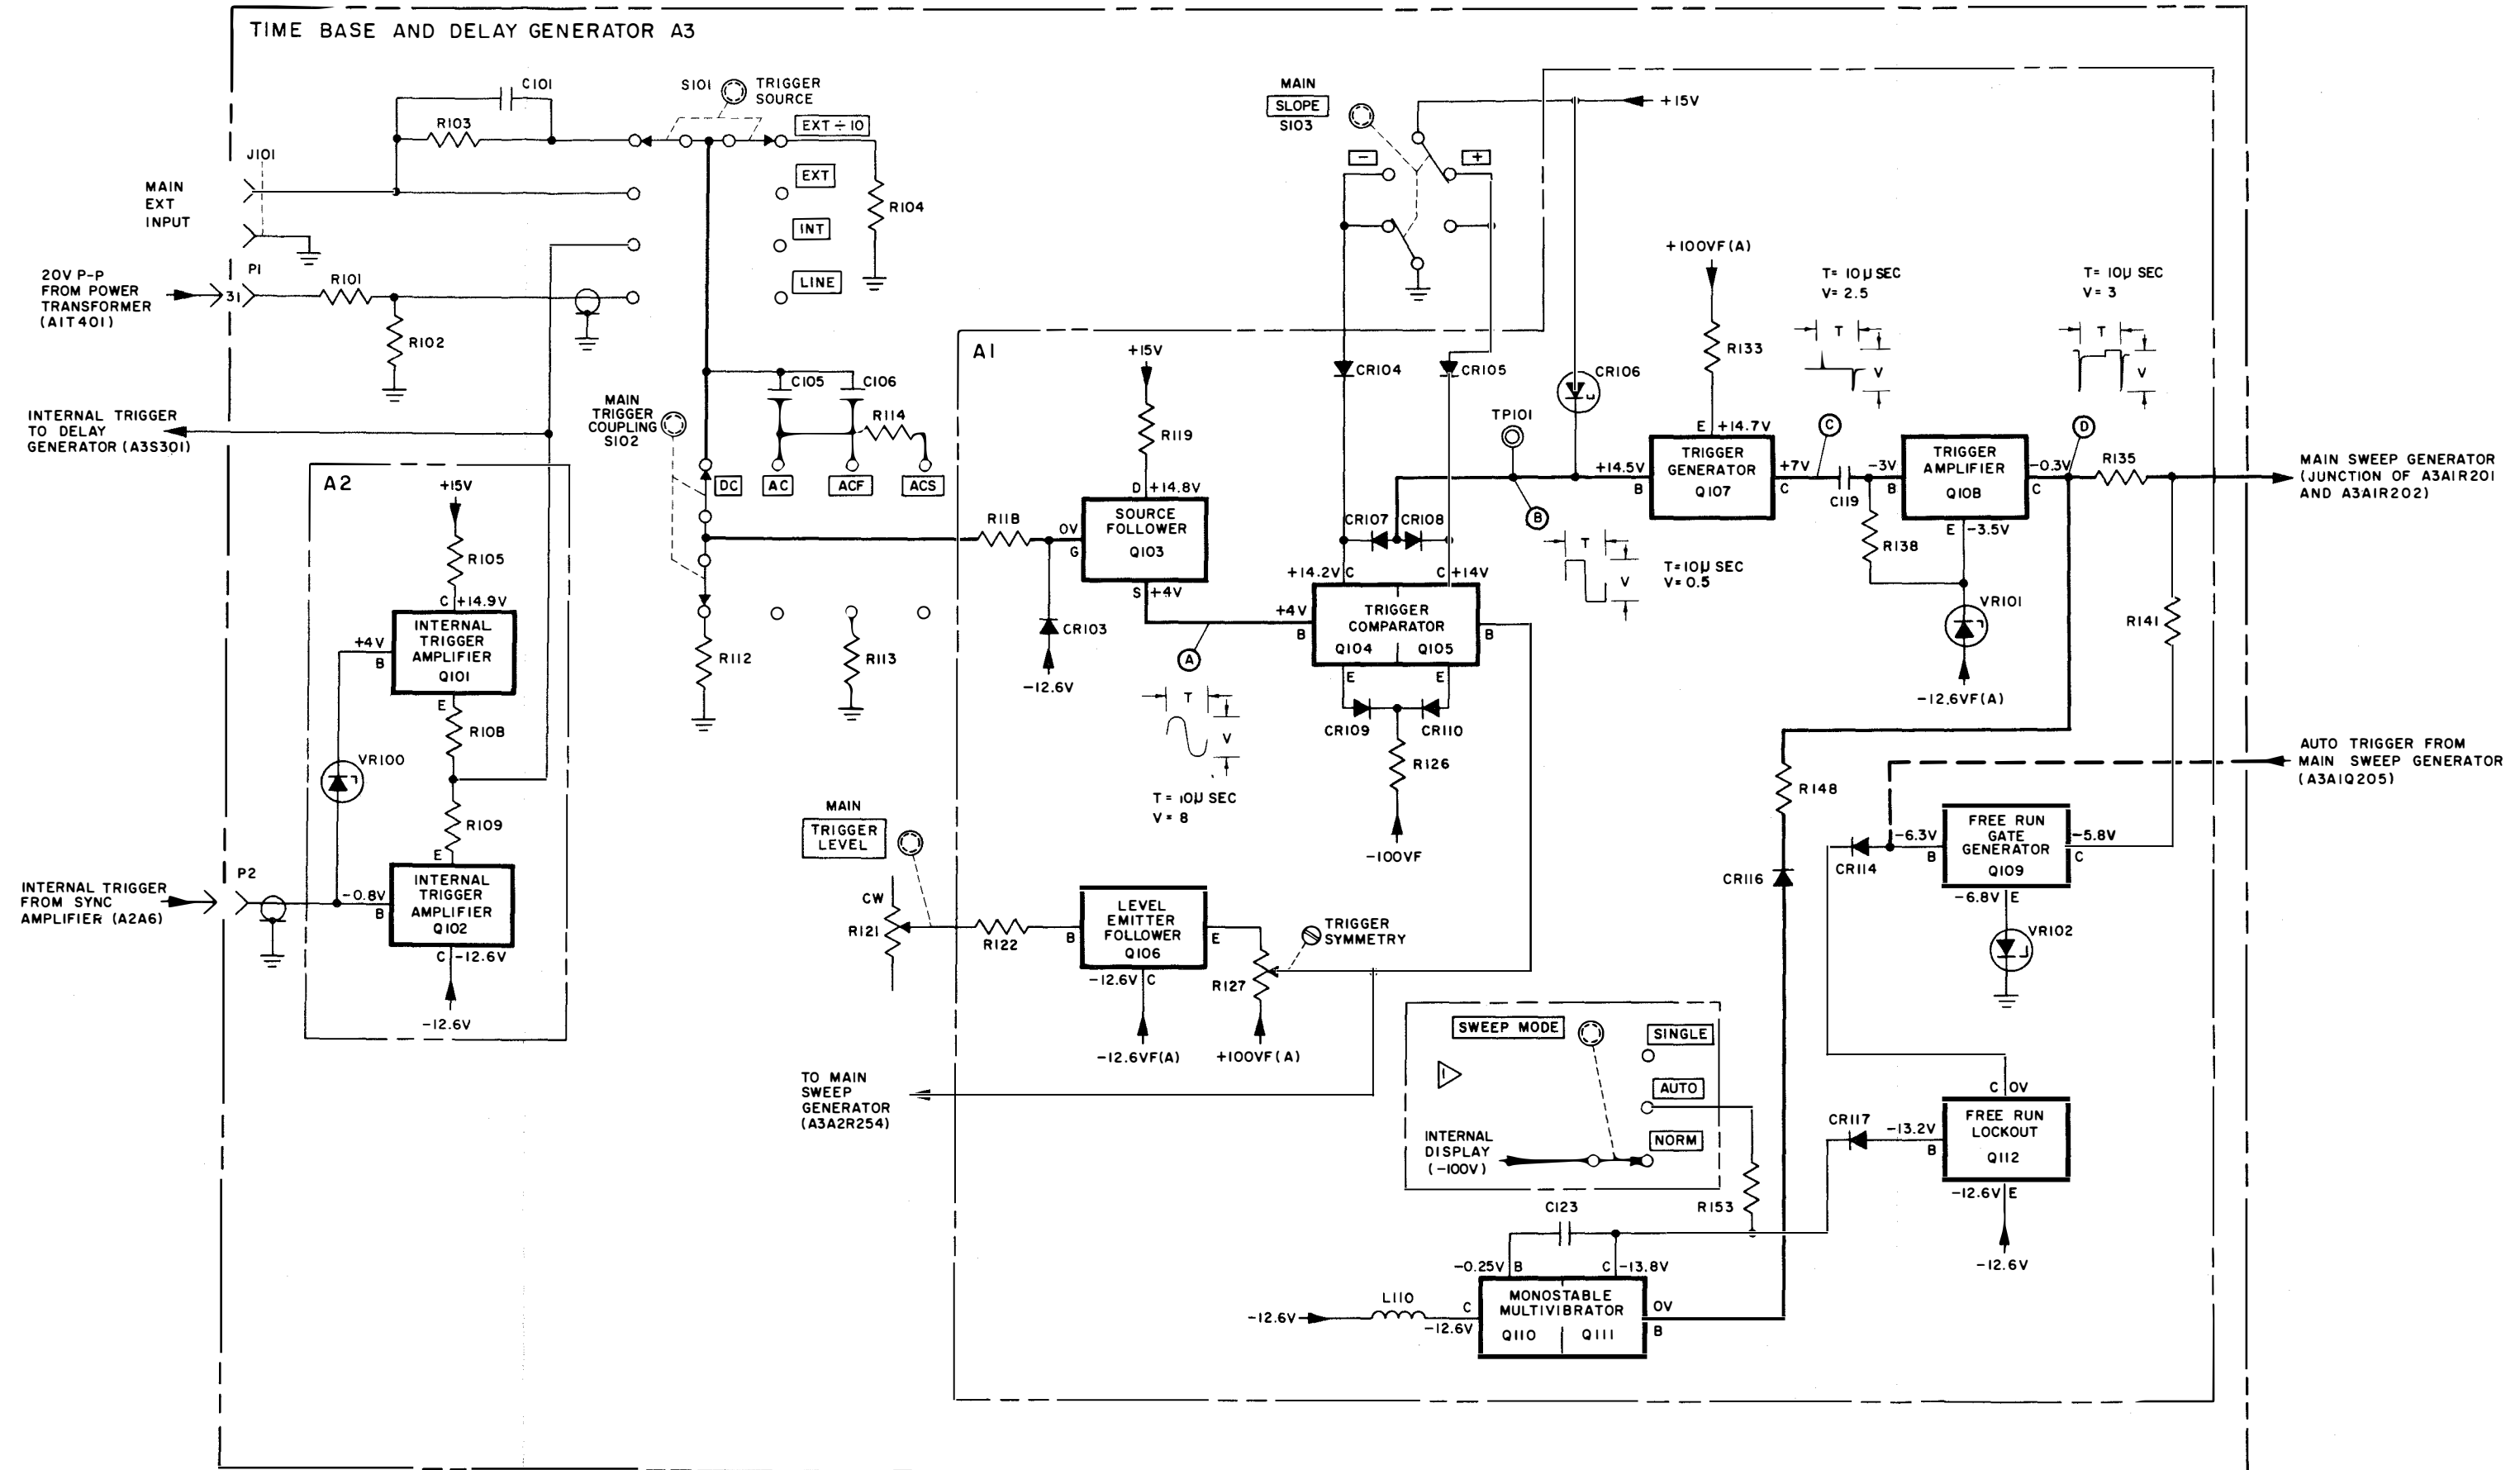 TIME BASE AND DELAY GENERATOR A3
C101
R103
S101
TRIGGER
SOURCE
EXT ÷ 10
EXT
INT
LINE
R104
J101
MAIN
EXT
INPUT
P1
31
20V P-P
FROM POWER
TRANSFORMER
(A1T401)
R101
R102
INTERNAL TRIGGER
TO DELAY
GENERATOR (A3S301)
A2
+15V
R105
C +14.9V
INTERNAL
TRIGGER
AMPLIFIER
Q101
+4V
B
E
R108
VR100
R109
E
INTERNAL
TRIGGER
AMPLIFIER
Q102
-0.8V
B
C -12.6V
-12.6V
P2
INTERNAL TRIGGER
FROM SYNC
AMPLIFIER (A2A6)
MAIN
TRIGGER
COUPLING
S102
C105
C106
R114
DC
AC
ACF
ACS
R112
R113
A1
+15V
R119
D +14.8V
SOURCE
FOLLOWER
Q103
R118
0V
G
S +4V
CR103
-12.6V
A
T
V
T= 10µ SEC
V= 8
MAIN
SLOPE
S103
-
+
+15V
CR104
CR105
CR106
CR107
CR108
+14.2V C
C +14V
TRIGGER
COMPARATOR
Q104
Q105
+4V
B
B
E
E
CR109
CR110
R126
-100VF
TP101
B
T
V
T=10µ SEC
V=0.5
+100VF(A)
R133
E +14.7V
TRIGGER
GENERATOR
Q107
+14.5V
B
+7V
C
C
T= 10µ SEC
V= 2.5
T
V
C119
-3V
B
TRIGGER
AMPLIFIER
Q108
-0.3V
C
E -3.5V
R138
VR101
-12.6VF(A)
T= 10µ SEC
V= 3
T
V
D
R135
MAIN SWEEP GENERATOR
(JUNCTION OF A3A1R201
AND A3A1R202)
R141
R148
CR116
AUTO TRIGGER FROM
MAIN SWEEP GENERATOR
(A3A1Q205)
FREE RUN
GATE
GENERATOR
Q109
-6.3V
B
-5.8V
C
-6.8V E
CR114
VR102
C 0V
FREE RUN
LOCKOUT
Q112
CR117
-13.2V
B
-12.6V E
-12.6V
MAIN
TRIGGER
LEVEL
CW
R121
R122
B
LEVEL
EMITTER
FOLLOWER
Q106
E
-12.6V C
-12.6VF(A)
R127
+100VF(A)
TRIGGER
SYMMETRY
TO MAIN
SWEEP
GENERATOR
(A3A2R254)
SWEEP MODE
SINGLE
AUTO
NORM
1
INTERNAL
DISPLAY
(-100V)
R153
C123
-0.25V B
C -13.8V
MONOSTABLE
MULTIVIBRATOR
Q110
Q111
-12.6V
L110
C
-12.6V
0V
B